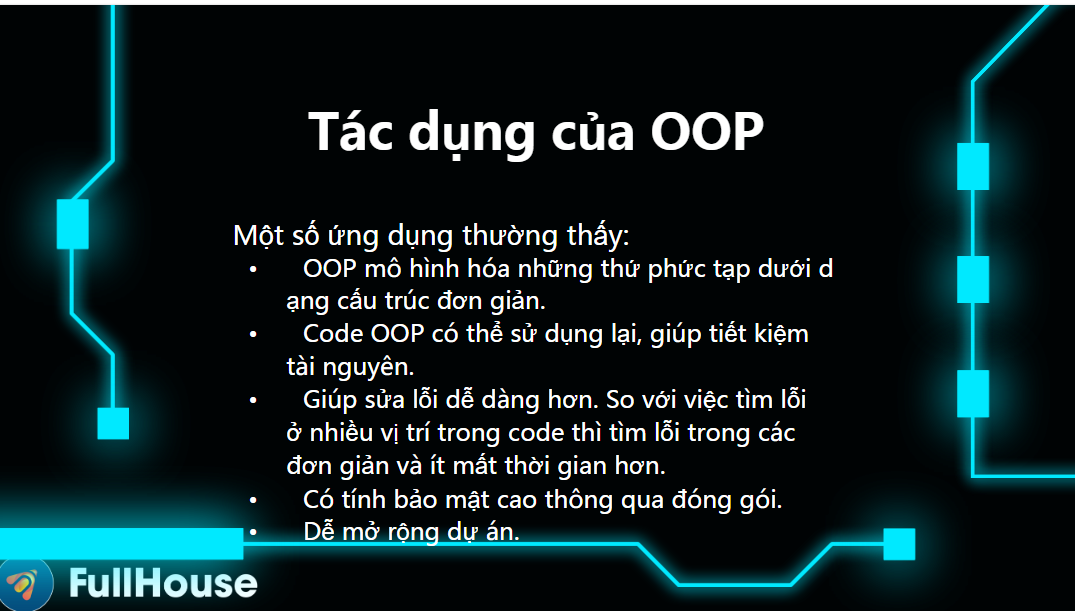 Tác dụng của OOP
Một số ứng dụng thường thấy:
• OOP mô hình hóa những thứ phức tạp dưới d
ạng cấu trúc đơn giản.
• Code OOP có thể sử dụng lại, giúp tiết kiệm
tài nguyên.
• Giúp sửa lỗi dễ dàng hơn. So với việc tìm lỗi
ở nhiều vị trí trong code thì tìm lỗi trong các
đơn giản và ít mất thời gian hơn.
• Có tính bảo mật cao thông qua đóng gói.
• Dễ mở rộng dự án.
FullHouse